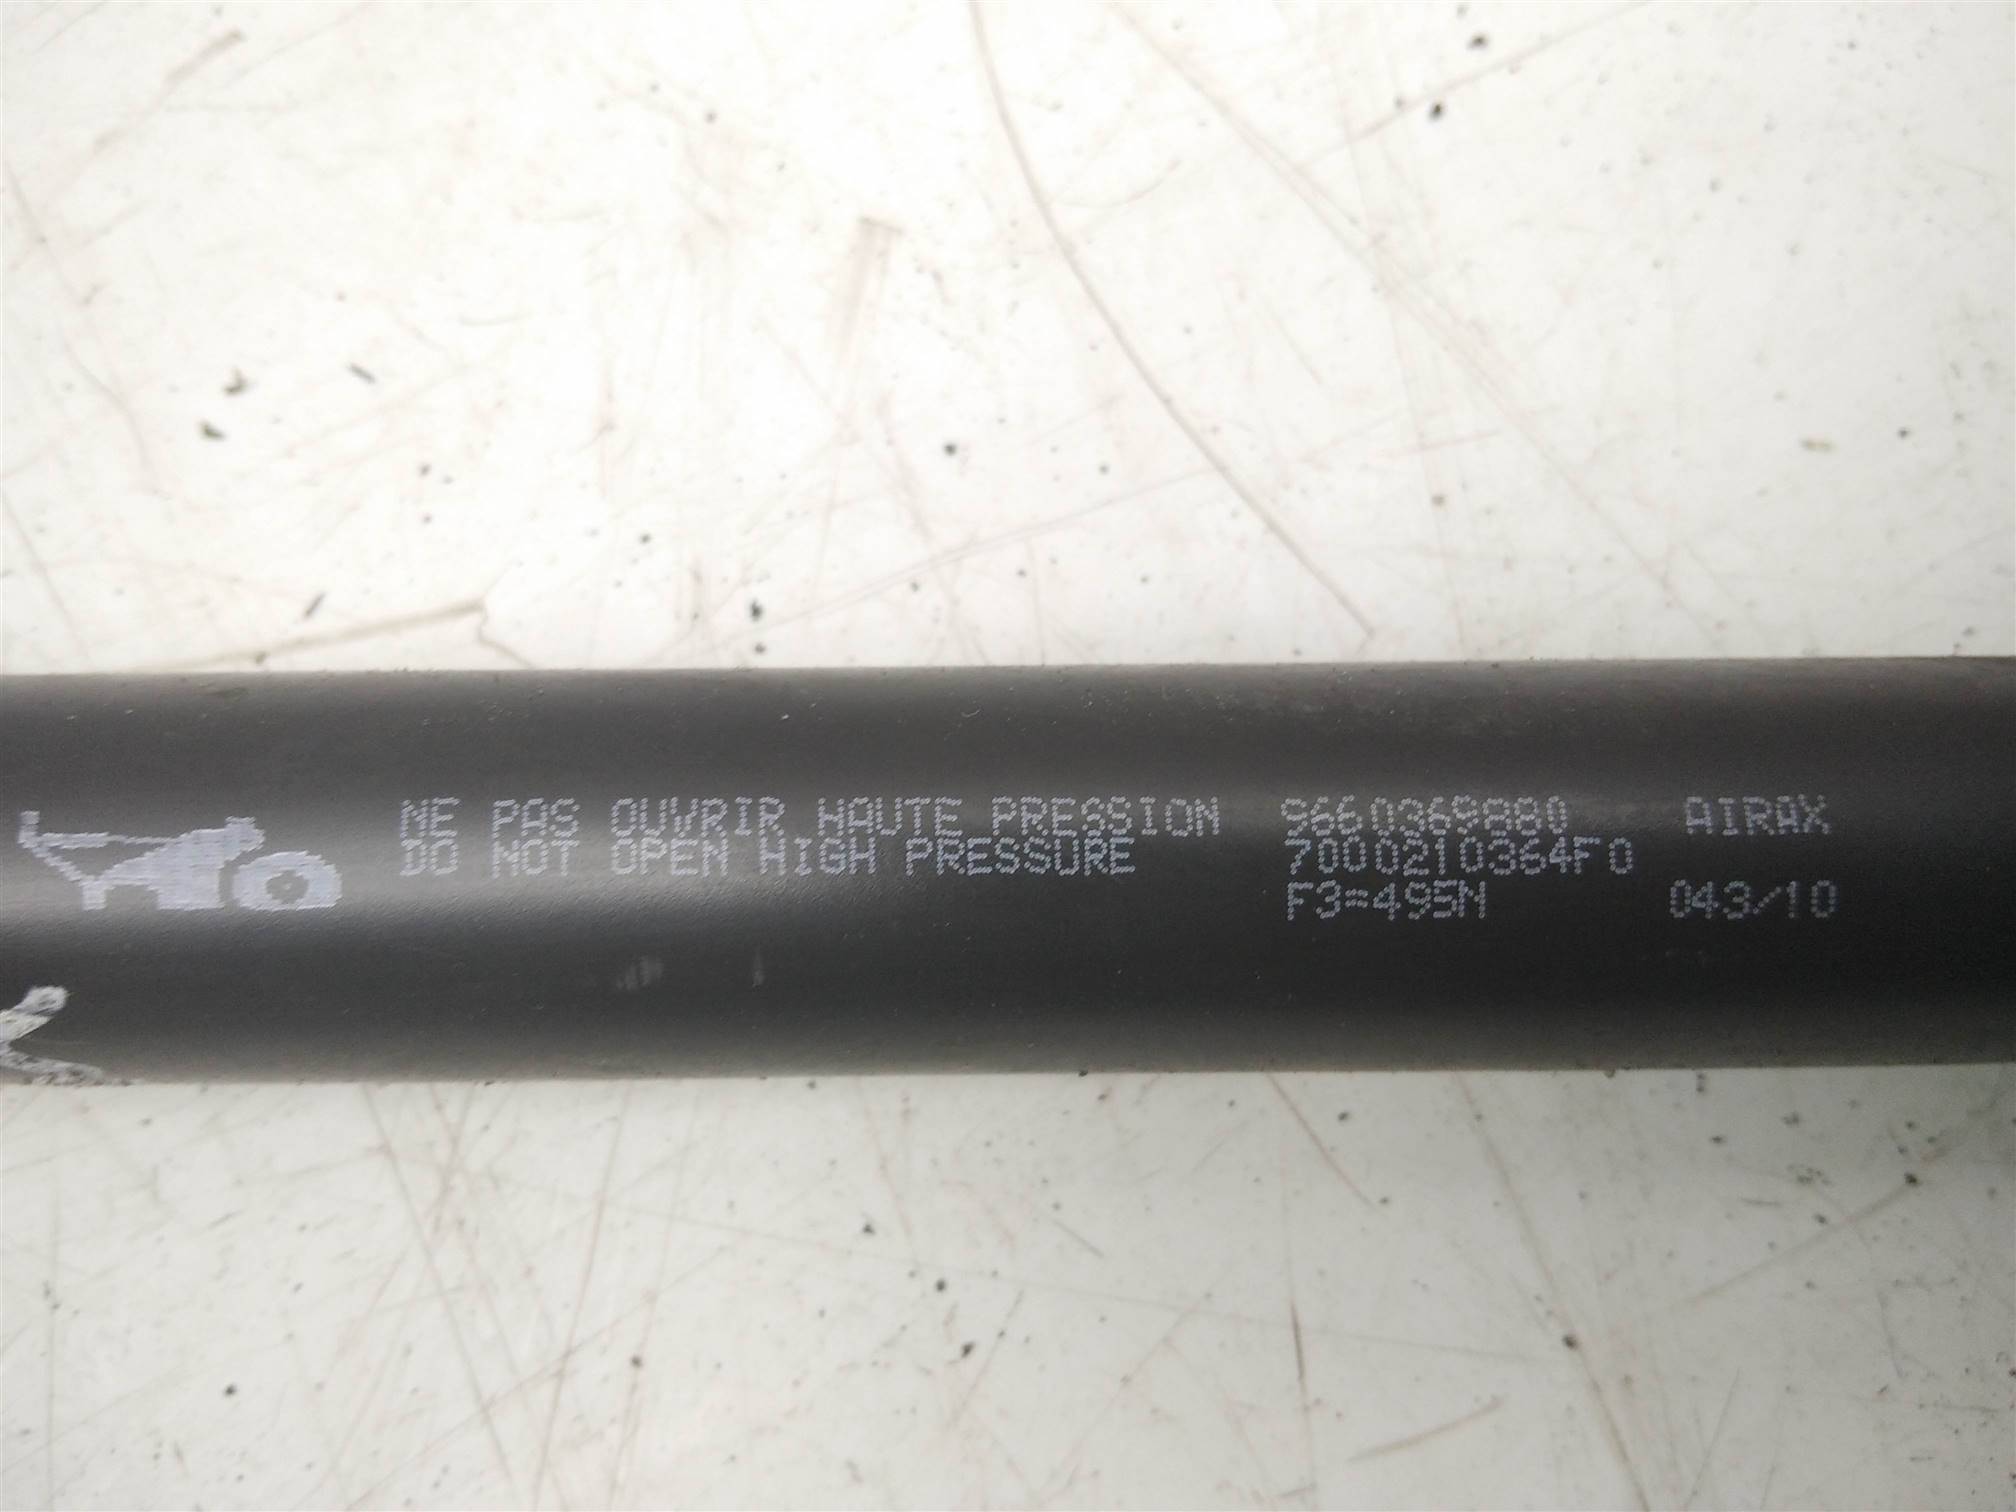 NE PAS OUVRIR HAUTE PRESSION 9660369880 AIRAX
DO NOT OPEN HIGH PRESSURE 7000210364F0
F3=495N 043/10